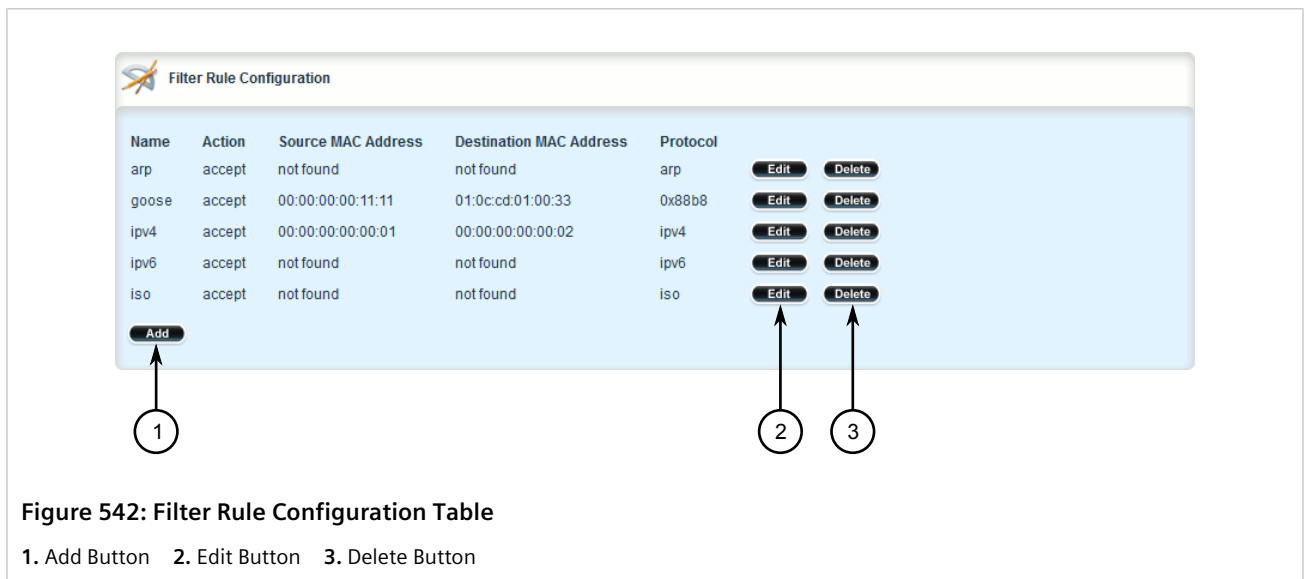 Filter Rule Configuration
Name Action Source MAC Address Destination MAC Address Protocol
arp accept not found not found arp Edit Delete
goose accept 00:00:00:00:11:11 01:0c:cd:01:00:33 0x88b8 Edit Delete
ipv4 accept 00:00:00:00:00:01 00:00:00:00:00:02 ipv4 Edit Delete
ipv6 accept not found not found ipv6 Edit Delete
iso accept not found not found iso Edit Delete
Add
1 2 3
Figure 542: Filter Rule Configuration Table
1. Add Button 2. Edit Button 3. Delete Button